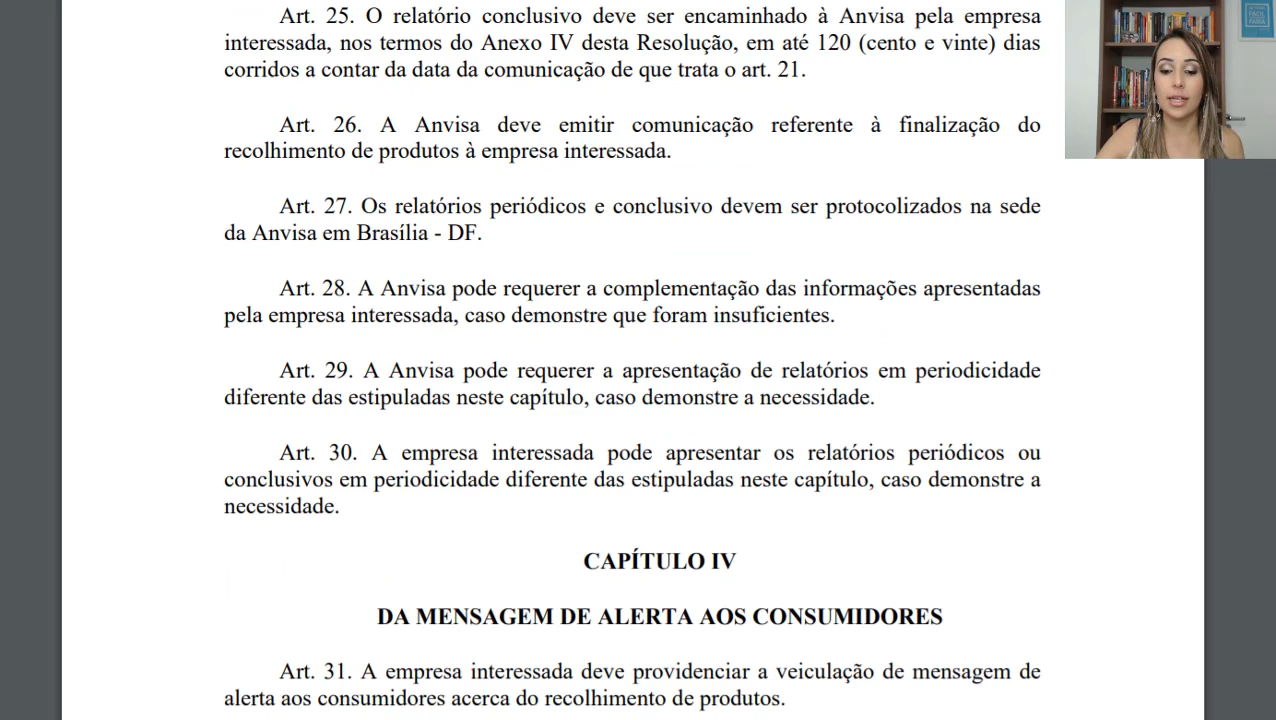 Art. 25. O relatório conclusivo deve ser encaminhado à Anvisa pela empresa
interessada, nos termos do Anexo IV desta Resolução, em até 120 (cento e vinte) dias
corridos a contar da data da comunicação de que trata o art. 21.
Art. 26. A Anvisa deve emitir comunicação referente à finalização do
recolhimento de produtos à empresa interessada.
Art. 27. Os relatórios periódicos e conclusivo devem ser protocolizados na sede
da Anvisa em Brasília - DF.
Art. 28. A Anvisa pode requerer a complementação das informações apresentadas
pela empresa interessada, caso demonstre que foram insuficientes.
Art. 29. A Anvisa pode requerer a apresentação de relatórios em periodicidade
diferente das estipuladas neste capítulo, caso demonstre a necessidade.
Art. 30. A empresa interessada pode apresentar os relatórios periódicos ou
conclusivos em periodicidade diferente das estipuladas neste capítulo, caso demonstre a
necessidade.
CAPÍTULO IV
DA MENSAGEM DE ALERTA AOS CONSUMIDORES
Art. 31. A empresa interessada deve providenciar a veiculação de mensagem de
alerta aos consumidores acerca do recolhimento de produtos.